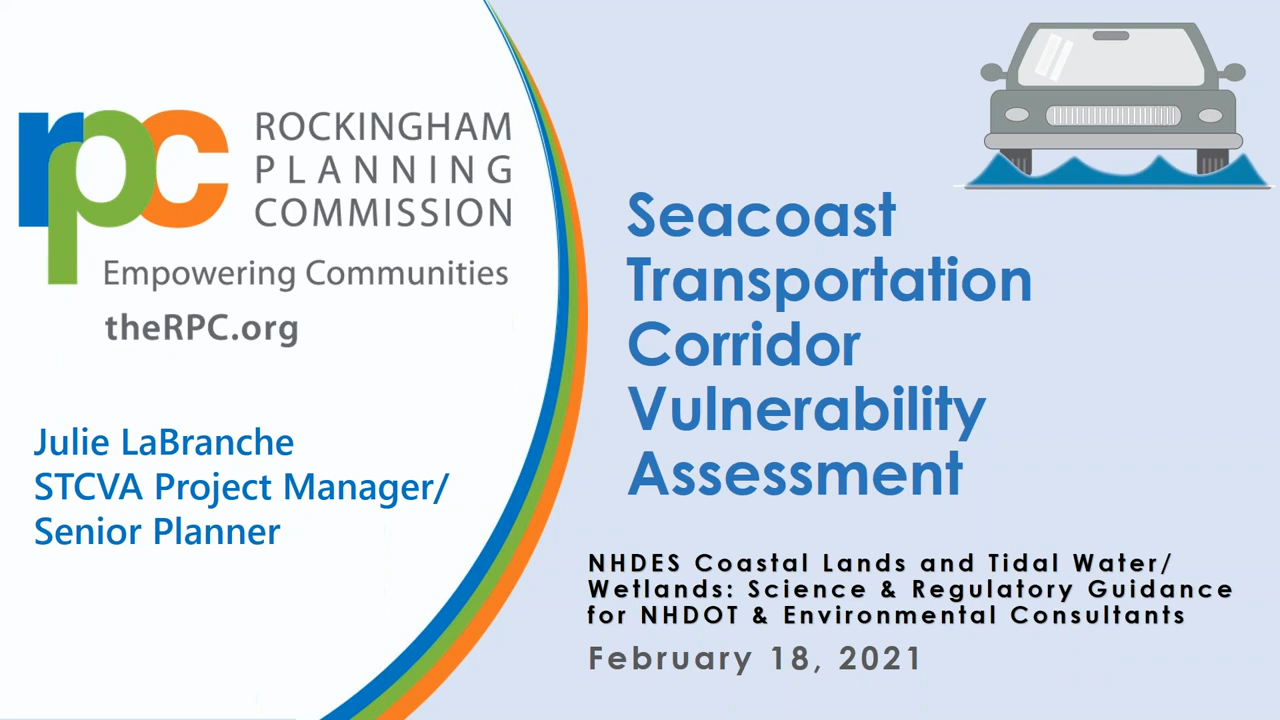 rpc
ROCKINGHAM
PLANNING
COMMISSION
Empowering Communities
theRPC.org
Julie LaBranche
STCVA Project Manager/
Senior Planner
Seacoast
Transportation
Corridor
Vulnerability
Assessment
NHDES Coastal Lands and Tidal Water/
Wetlands: Science & Regulatory Guidance
for NHDOT & Environmental Consultants
February 18, 2021